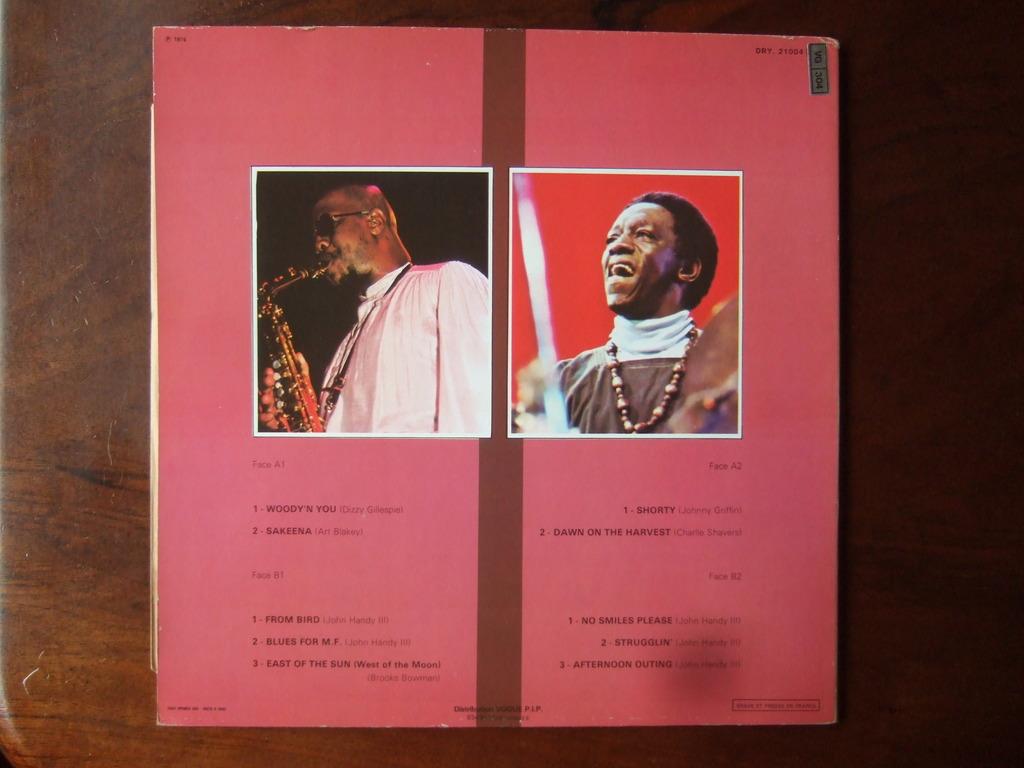 ℗ 1974
DRY. 21004
VG 304
Face A1
1 - WOODY'N YOU (Dizzy Gillespie)
2 - SAKEENA (Art Blakey)
Face A2
1 - SHORTY (Johnny Griffin)
2 - DAWN ON THE HARVEST (Charlie Shavers)
Face B1
1 - FROM BIRD (John Handy III)
2 - BLUES FOR M.F. (John Handy III)
3 - EAST OF THE SUN (West of the Moon)
(Brooks Bowman)
Face B2
1 - NO SMILES PLEASE (John Handy III)
2 - STRUGGLIN' (John Handy III)
3 - AFTERNOON OUTING (John Handy III)
Distribution VOGUE P.I.P.
GRAVE ET PRESSE EN FRANCE